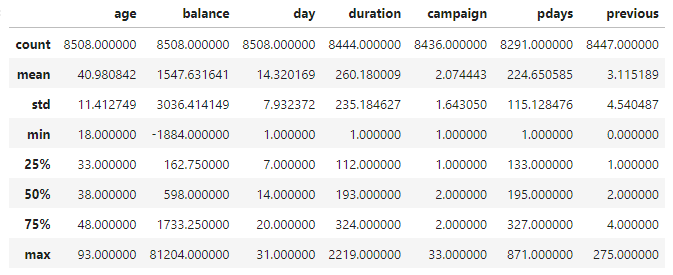 age balance day duration campaign pdays previous
count 8508.000000 8508.000000 8508.000000 8444.000000 8436.000000 8291.000000 8447.000000
mean 40.980842 1547.631641 14.320169 260.180009 2.074443 224.650585 3.115189
std 11.412749 3036.414149 7.932372 235.184627 1.643050 115.128476 4.540487
min 18.000000 -1884.000000 1.000000 1.000000 1.000000 1.000000 0.000000
25% 33.000000 162.750000 7.000000 112.000000 1.000000 133.000000 1.000000
50% 38.000000 598.000000 14.000000 193.000000 2.000000 195.000000 2.000000
75% 48.000000 1733.250000 20.000000 324.000000 2.000000 327.000000 4.000000
max 93.000000 81204.000000 31.000000 2219.000000 33.000000 871.000000 275.000000